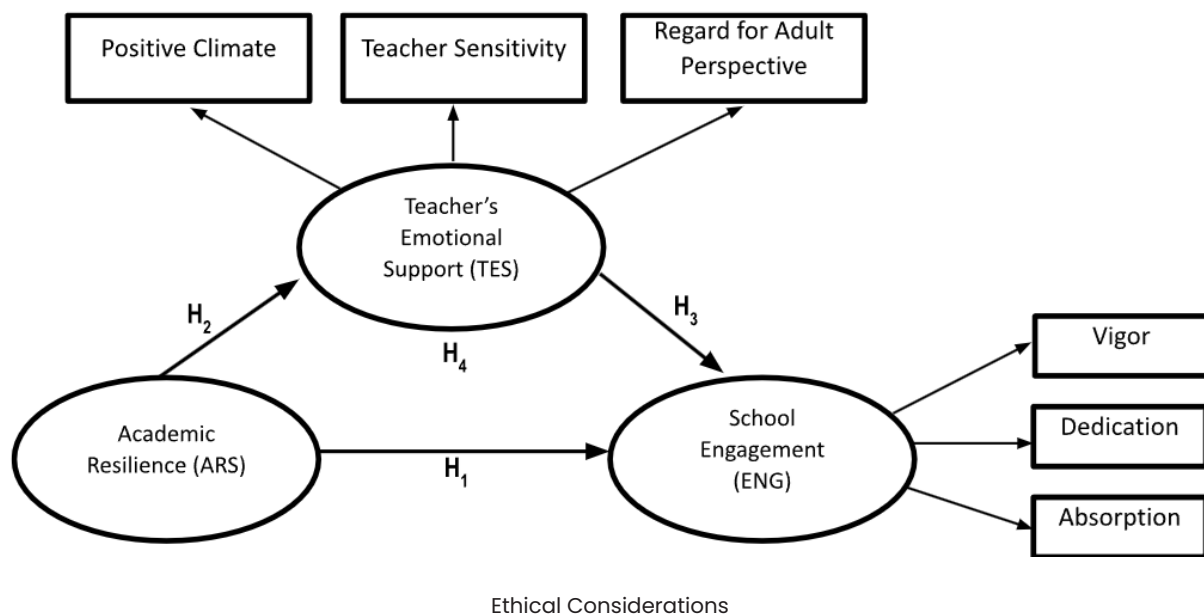 Positive Climate
Teacher Sensitivity
Regard for Adult
Perspective
Teacher’s
Emotional
Support (TES)
H2
H3
H4
Vigor
Academic
Resilience (ARS)
H1
School
Engagement
(ENG)
Dedication
Absorption
Ethical Considerations